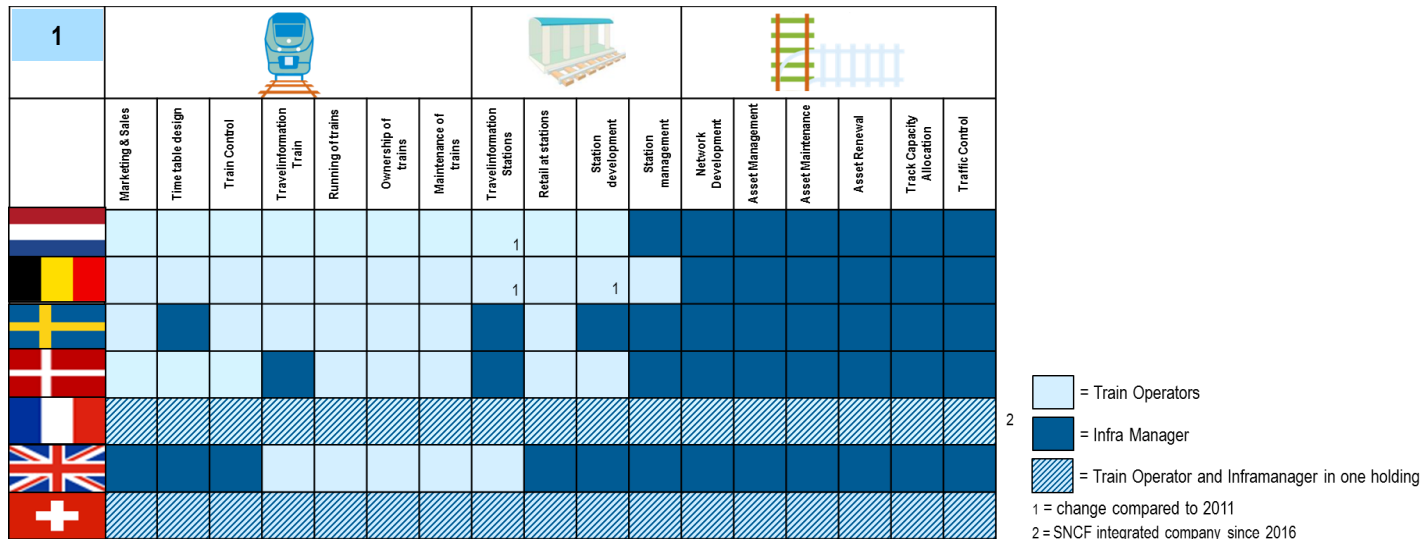 1
Marketing & Sales
Time table design
Train Control
Travelinformation
Train
Running of trains
Ownership of
trains
Maintenance of
trains
Travelinformation
Stations
Retail at stations
Station
development
Station
management
Network
Development
Asset Management
Asset Maintenance
Asset Renewal
Track Capacity
Allocation
Traffic Control
1
1
1
2
= Train Operators
= Infra Manager
= Train Operator and Inframanager in one holding
1 = change compared to 2011
2 = SNCF integrated company since 2016